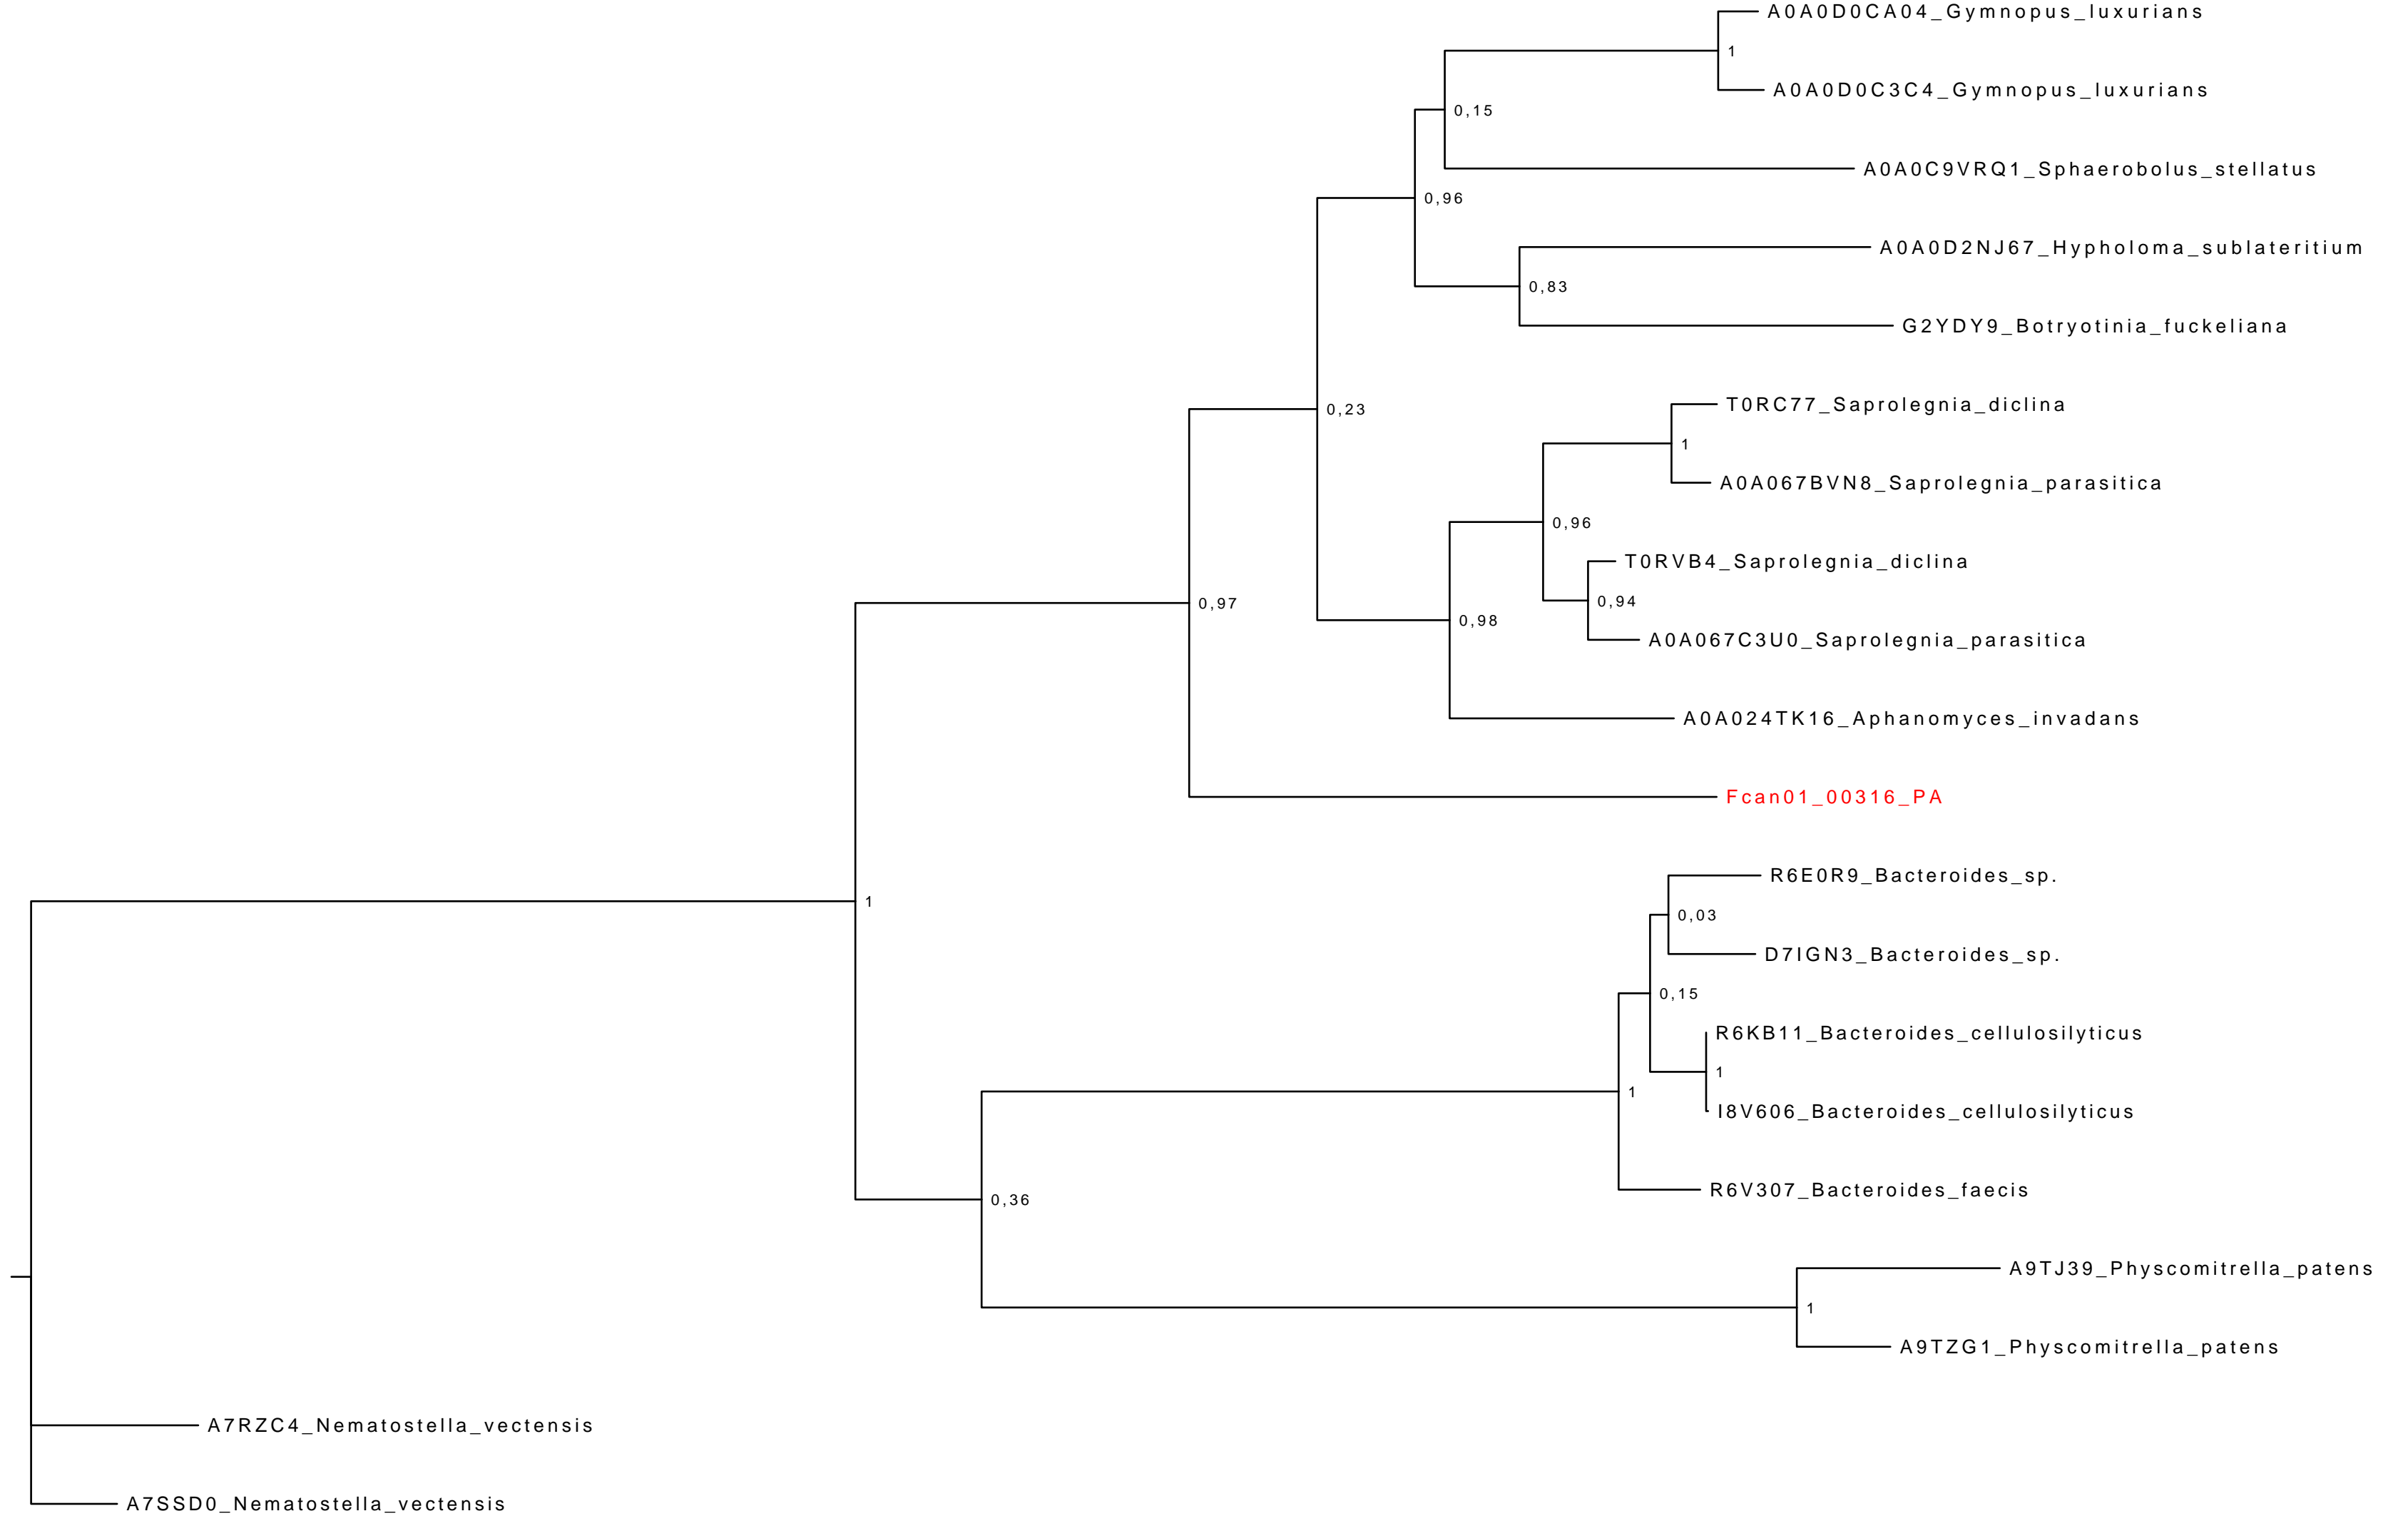 A0A0D0CA04_Gymnopus_luxurians
1
A0A0D0C3C4_Gymnopus_luxurians
0,15
A0A0C9VRQ1_Sphaerobolus_stellatus
0,96
A0A0D2NJ67_Hypholoma_sublateritium
0,83
G2YDY9_Botryotinia_fuckeliana
T0RC77_Saprolegnia_diclina
0,23
1
A0A067BVN8_Saprolegnia_parasitica
0,96
T0RVB4_Saprolegnia_diclina
0,97
0,94
0,98
A0A067C3U0_Saprolegnia_parasitica
A0A024TK16_Aphanomyces_invadans
Fcan01_00316_PA
R6E0R9_Bacteroides_sp.
1
0,03
D7IGN3_Bacteroides_sp.
0,15
R6KB11_Bacteroides_cellulosilyticus
1
1
I8V606_Bacteroides_cellulosilyticus
R6V307_Bacteroides_faecis
0,36
A9TJ39_Physcomitrella_patens
1
A9TZG1_Physcomitrella_patens
A7RZC4_Nematostella_vectensis
A7SSD0_Nematostella_vectensis